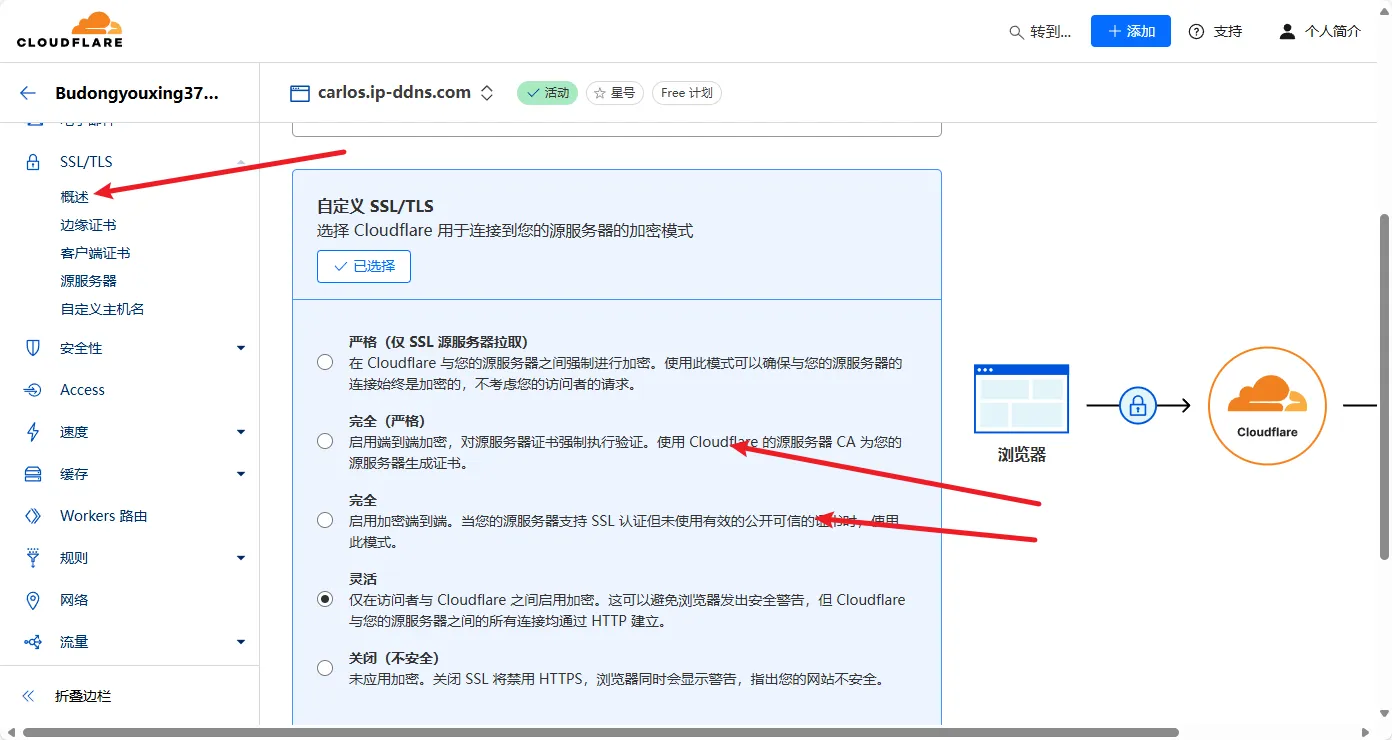 CLOUDFLARE
转到...
添加
支持
个人简介
Budongyouxing37...
carlos.ip-ddns.com
活动
星号
Free 计划
电子邮件
SSL/TLS
概述
边缘证书
客户端证书
源服务器
自定义主机名
安全性
Access
速度
缓存
Workers 路由
规则
网络
流量
折叠边栏
自定义 SSL/TLS
选择 Cloudflare 用于连接到您的源服务器的加密模式
已选择
严格（仅 SSL 源服务器拉取）
在 Cloudflare 与您的源服务器之间强制进行加密。使用此模式可以确保与您的源服务器的
连接始终是加密的，不考虑您的访问者的请求。
完全（严格）
启用端到端加密，对源服务器证书强制执行验证。使用 Cloudflare 的源服务器 CA 为您的
源服务器生成证书。
完全
启用加密端到端。当您的源服务器支持 SSL 认证但未使用有效的公开可信的证书时，使用
此模式。
灵活
仅在访问者与 Cloudflare 之间启用加密。这可以避免浏览器发出安全警告，但 Cloudflare
与您的源服务器之间的所有连接均通过 HTTP 建立。
关闭（不安全）
未应用加密。关闭 SSL 将禁用 HTTPS，浏览器同时会显示警告，指出您的网站不安全。
浏览器
Cloudflare